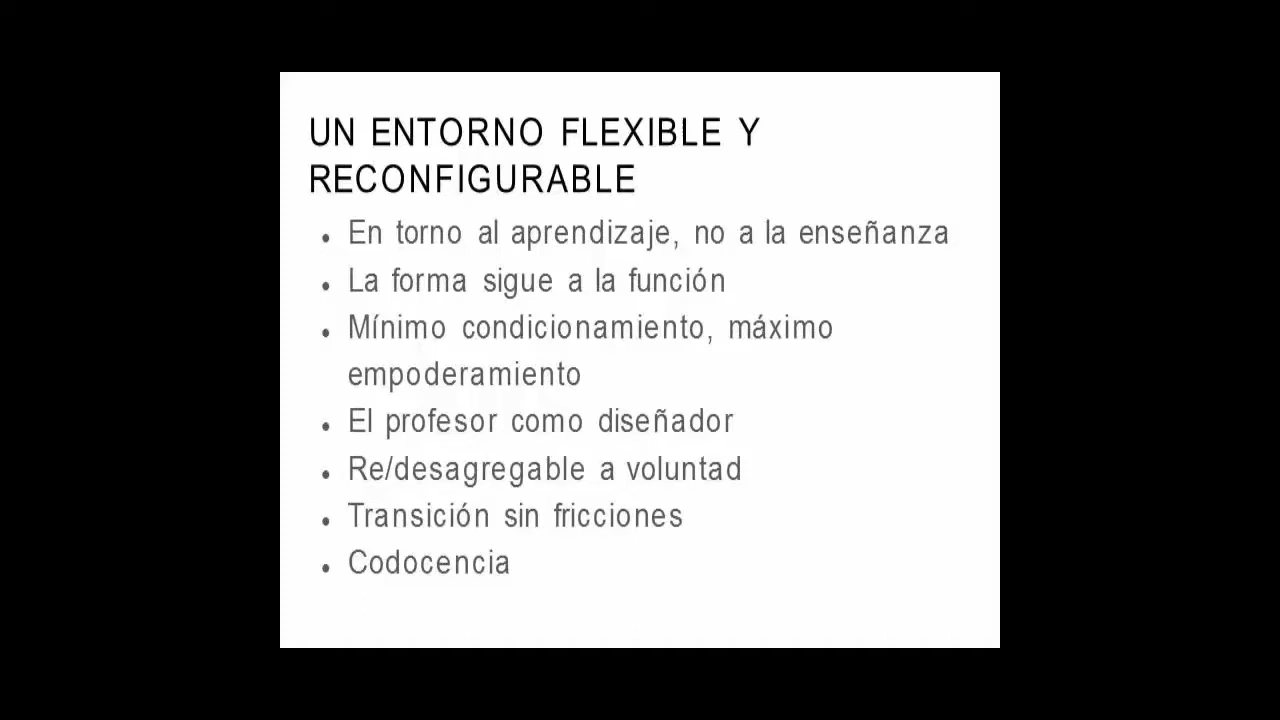 UN ENTORNO FLEXIBLE Y
RECONFIGURABLE
• En torno al aprendizaje, no a la enseñanza
• La forma sigue a la función
• Mínimo condicionamiento, máximo
empoderamiento
• El profesor como diseñador
• Re/desagregable a voluntad
• Transición sin fricciones
• Codocencia